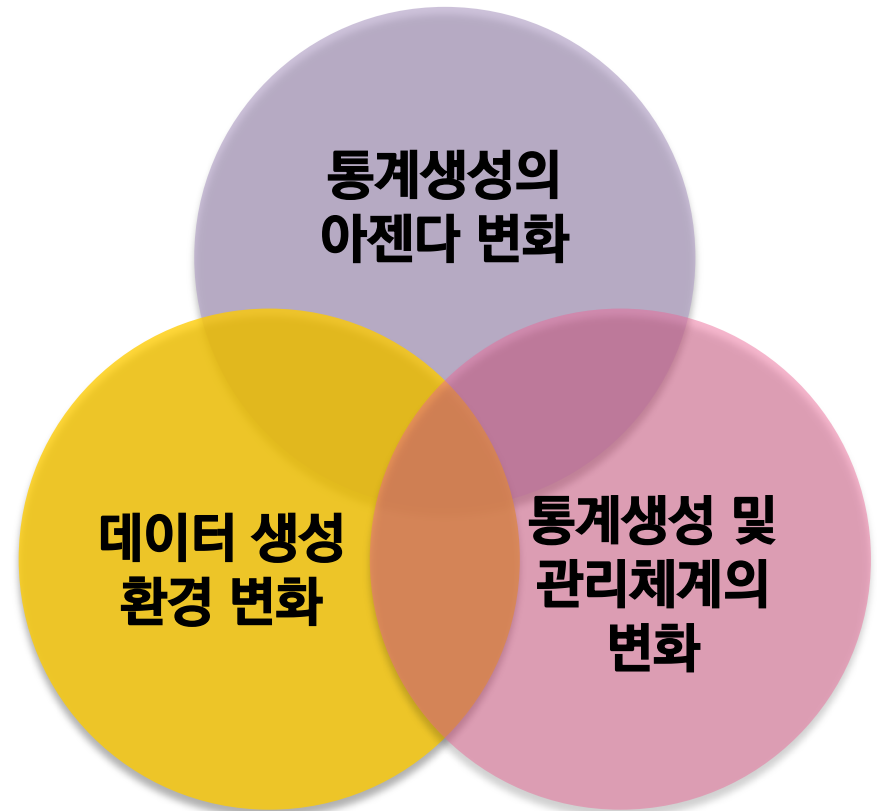 통계생성의
아젠다 변화
데이터 생성
환경 변화
통계생성 및
관리체계의
변화